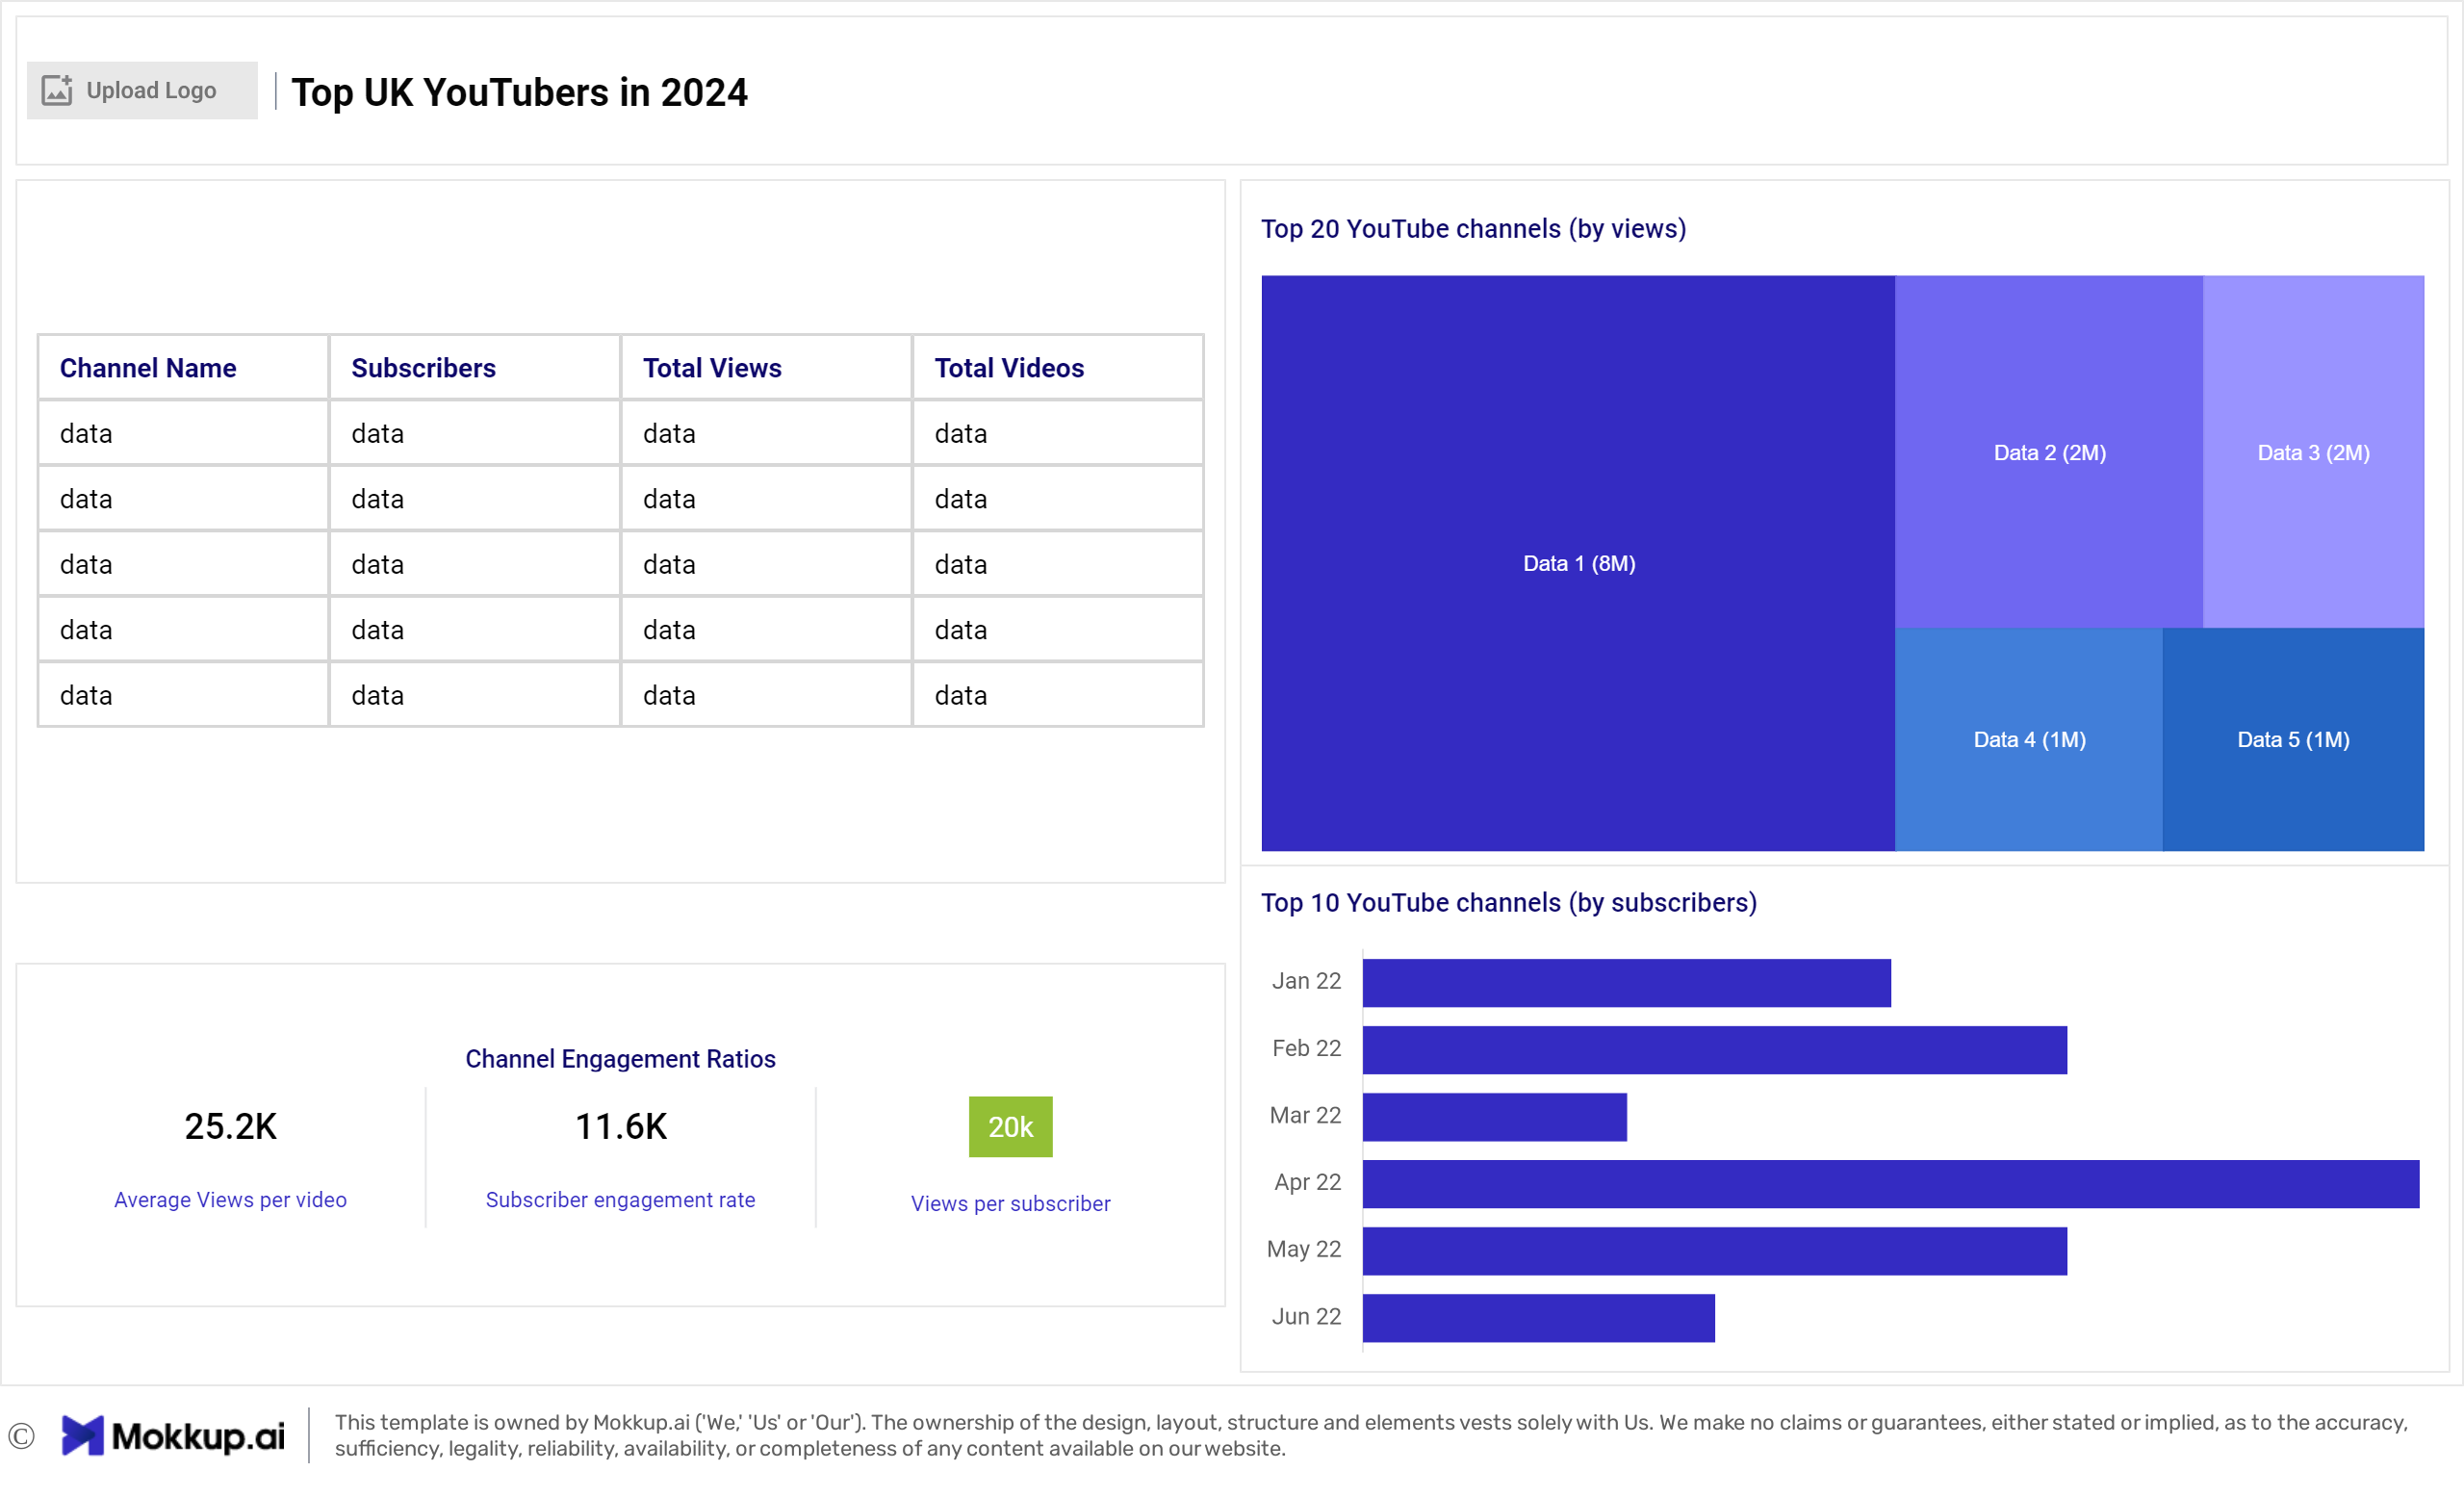 Upload Logo
Top UK YouTubers in 2024
Channel Name Subscribers Total Views Total Videos
data data data data
data data data data
data data data data
data data data data
data data data data
Channel Engagement Ratios
25.2K 11.6K 20k
Average Views per video Subscriber engagement rate Views per subscriber
Top 20 YouTube channels (by views)
Data 1 (8M)
Data 2 (2M)
Data 3 (2M)
Data 4 (1M)
Data 5 (1M)
Top 10 YouTube channels (by subscribers)
Jan 22
Feb 22
Mar 22
Apr 22
May 22
Jun 22
© Mokkup.ai
This template is owned by Mokkup.ai ('We,' 'Us' or 'Our'). The ownership of the design, layout, structure and elements vests solely with Us. We make no claims or guarantees, either stated or implied, as to the accuracy,
sufficiency, legality, reliability, availability, or completeness of any content available on our website.